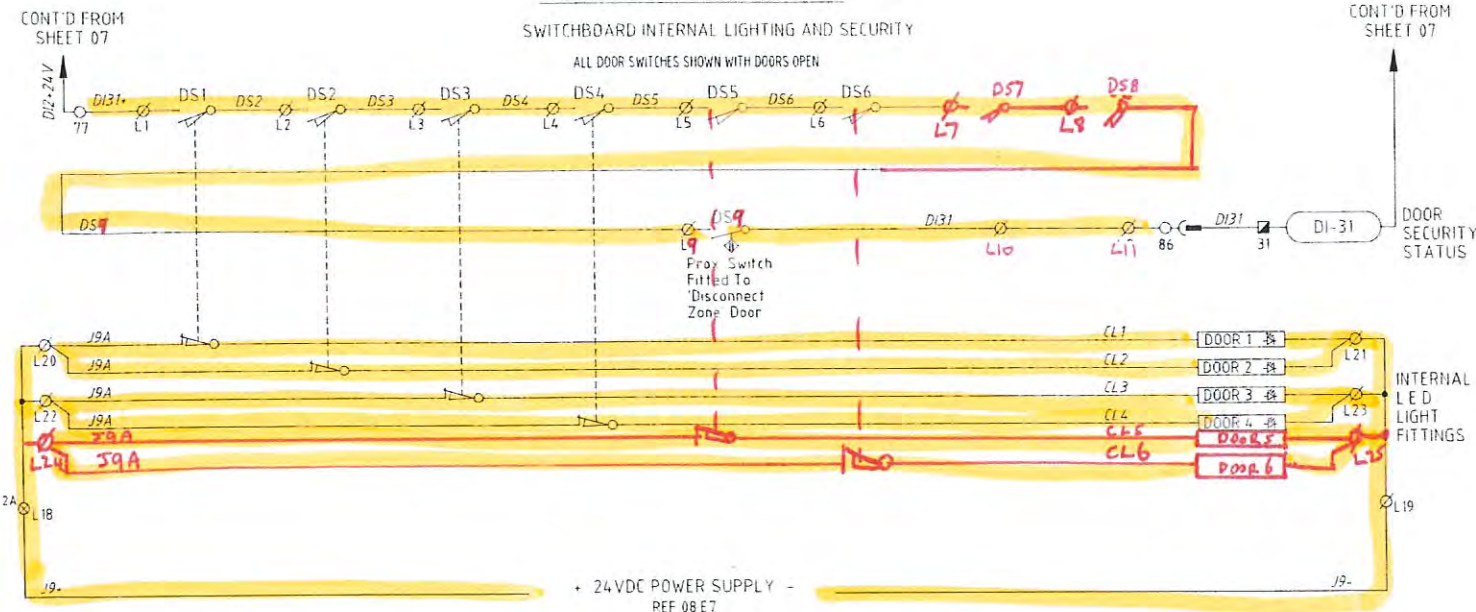 CONT'D FROM
SHEET 07
SWITCHBOARD INTERNAL LIGHTING AND SECURITY
CONT'D FROM
SHEET 07
ALL DOOR SWITCHES SHOWN WITH DOORS OPEN
DI2+24V
DI31+ DS1 DS2 DS2 DS3 DS3 DS4 DS4 DS5 DS5 DS6 DS6 DS7 DS8
77 L1 L2 L3 L4 L5 L6 L7 L8
DS9 DS9 DI31 DI31 DI-31
L9 L10 L11 86 31
DOOR
SECURITY
STATUS
Prox Switch
Fitted To
'Disconnect
Zone Door
J9A CL1 DOOR 1
L20 L21
J9A CL2 DOOR 2
J9A CL3 DOOR 3
L22 L23
J9A CL4 DOOR 4
INTERNAL
LED
LIGHT
FITTINGS
J9A CL5 DOOR 5
L24 L25
J9A CL6 DOOR 6
2A
L18 L19
J9+ + 24VDC POWER SUPPLY - J9-
REF 08 E7